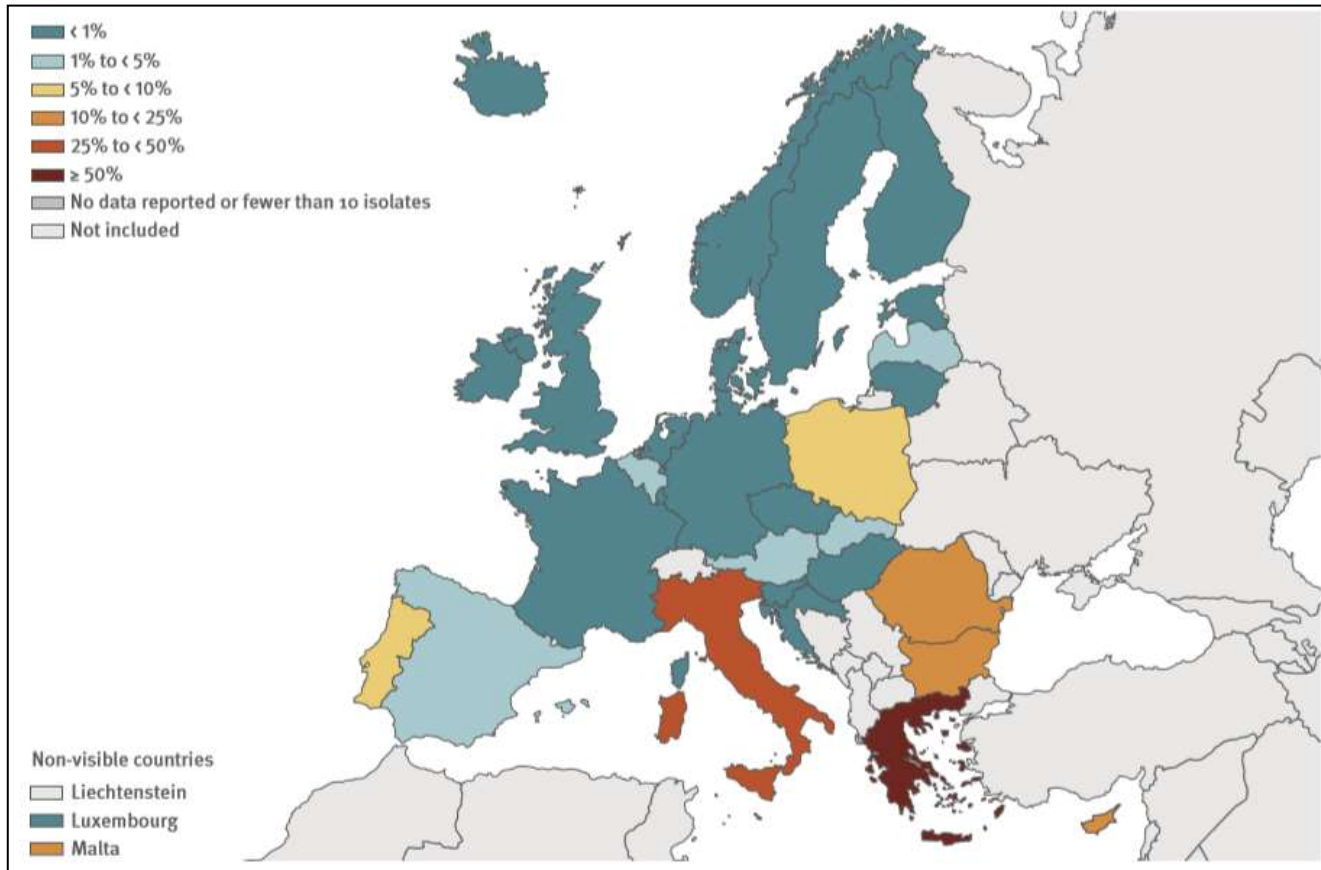 < 1%
1% to < 5%
5% to < 10%
10% to < 25%
25% to < 50%
≥ 50%
No data reported or fewer than 10 isolates
Not included
Non-visible countries
Liechtenstein
Luxembourg
Malta